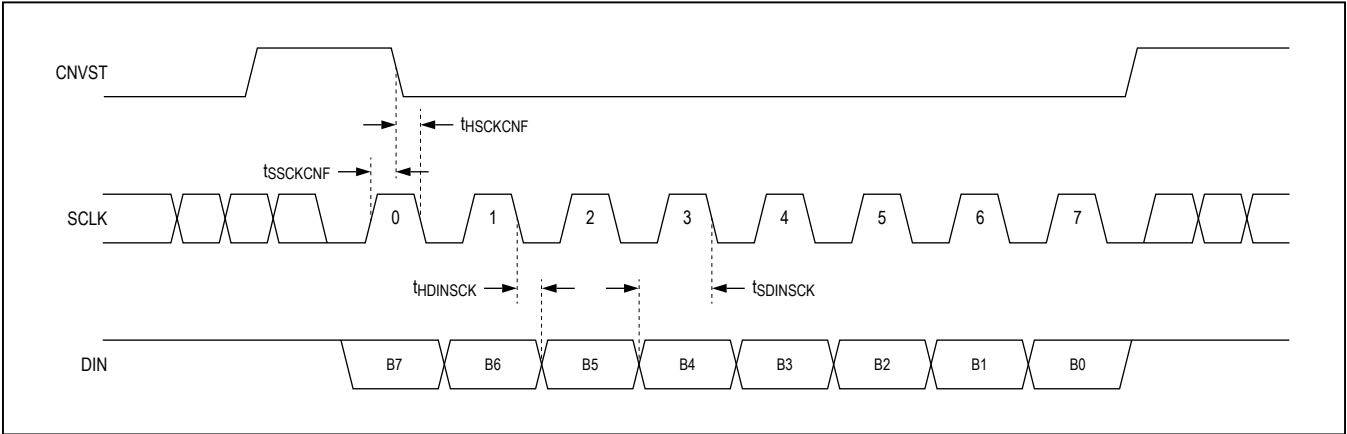 CNVST
tHSCKCNF
tSSCKCNF
SCLK 0 1 2 3 4 5 6 7
tHDINSCK tSDINSCK
DIN B7 B6 B5 B4 B3 B2 B1 B0